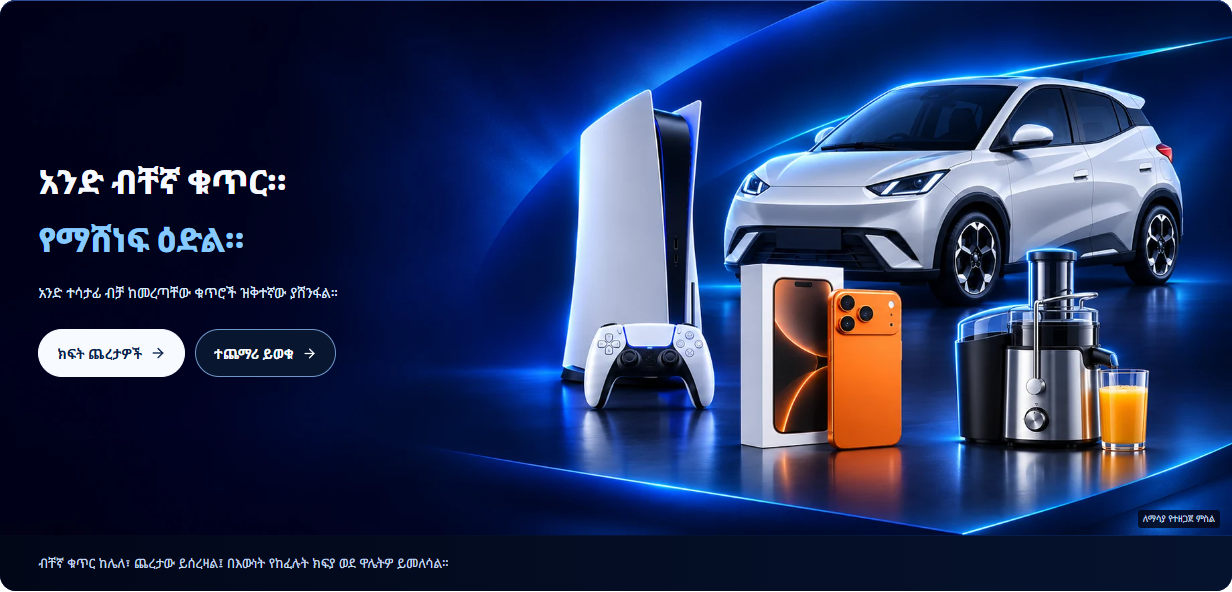 አንድ ብቸኛ ቁጥር።
የማሸነፍ ዕድል።
አንድ ተሳታፊ ብቻ ከመረጣቸው ቁጥሮች ዝቅተኛው ያሸንፋል።
ክፍት ጨረታዎች →
ተጨማሪ ይወቁ →
ለማሳያ የተዘጋጀ ምስል
ብቸኛ ቁጥር ከሌለ፣ ጨረታው ይሰረዛል፤ በእውነት የከፈሉት ክፍያ ወደ ዋሌትዎ ይመለሳል።